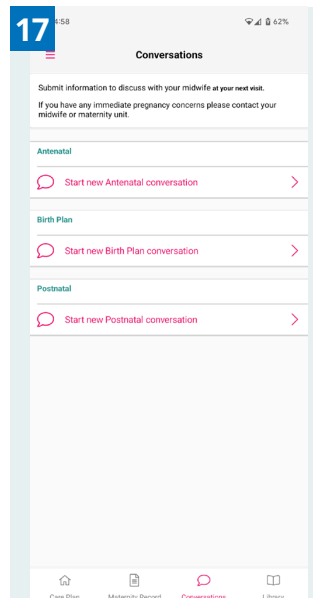 17
4:58
62%
Conversations
Submit information to discuss with your midwife at your next visit.
If you have any immediate pregnancy concerns please contact your
midwife or maternity unit.
Antenatal
Start new Antenatal conversation
Birth Plan
Start new Birth Plan conversation
Postnatal
Start new Postnatal conversation
Care Plan Maternity Record Conversations Library